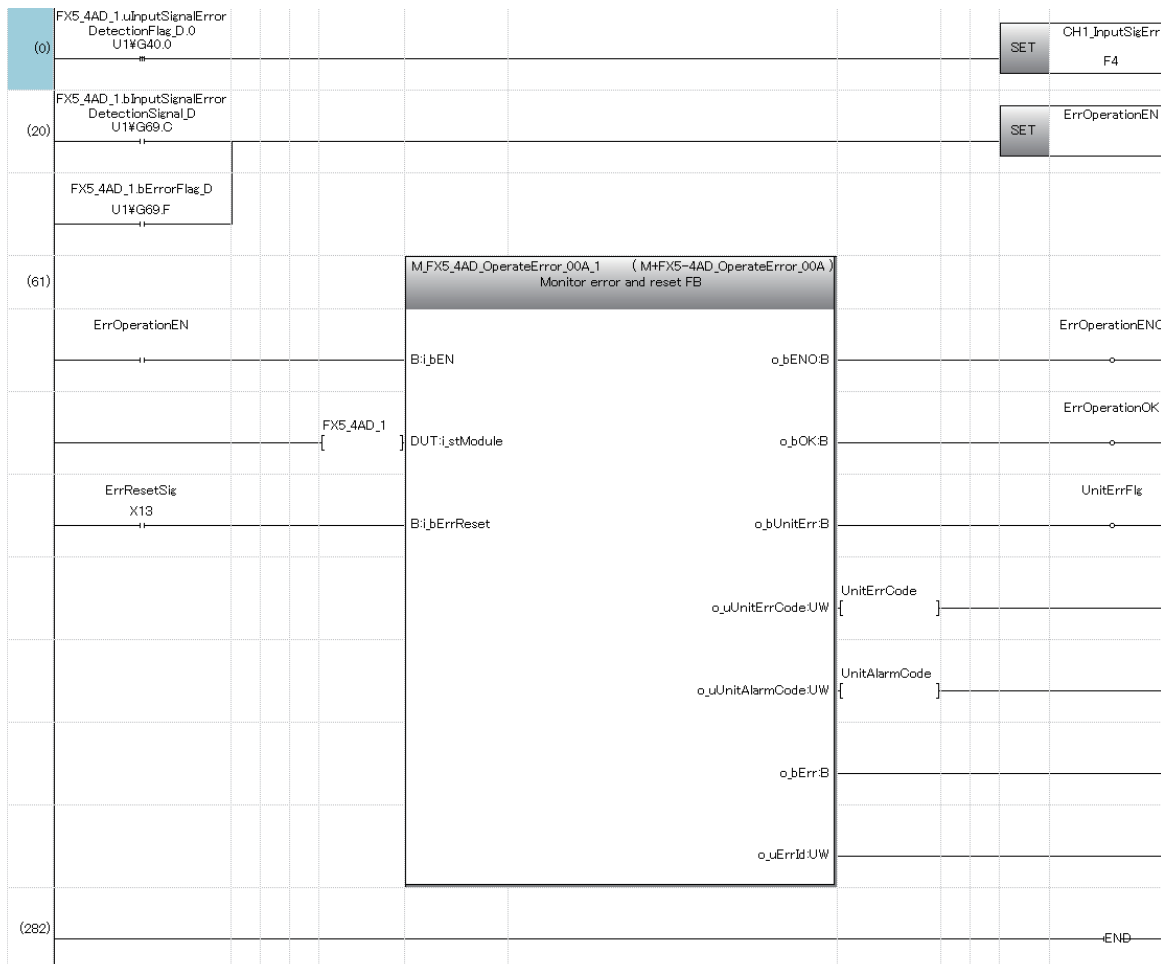 FX5_4AD_1.uInputSignalError
DetectionFlag_D.0
U1¥G40.0
(0)
SET
CH1_InputSigErr
F4
FX5_4AD_1.bInputSignalError
DetectionSignal_D
U1¥G69.C
(20)
SET
ErrOperationEN
FX5_4AD_1.bErrorFlag_D
U1¥G69.F
(61)
M_FX5_4AD_OperateError_00A_1 (M+FX5-4AD_OperateError_00A)
Monitor error and reset FB
ErrOperationEN
B:i_bEN
o_bENO:B
ErrOperationENO
FX5_4AD_1
DUT:i_stModule
o_bOK:B
ErrOperationOK
ErrResetSig
X13
B:i_bErrReset
o_bUnitErr:B
UnitErrFlg
o_uUnitErrCode:UW
UnitErrCode
o_uUnitAlarmCode:UW
UnitAlarmCode
o_bErr:B
o_uErrId:UW
(282)
END